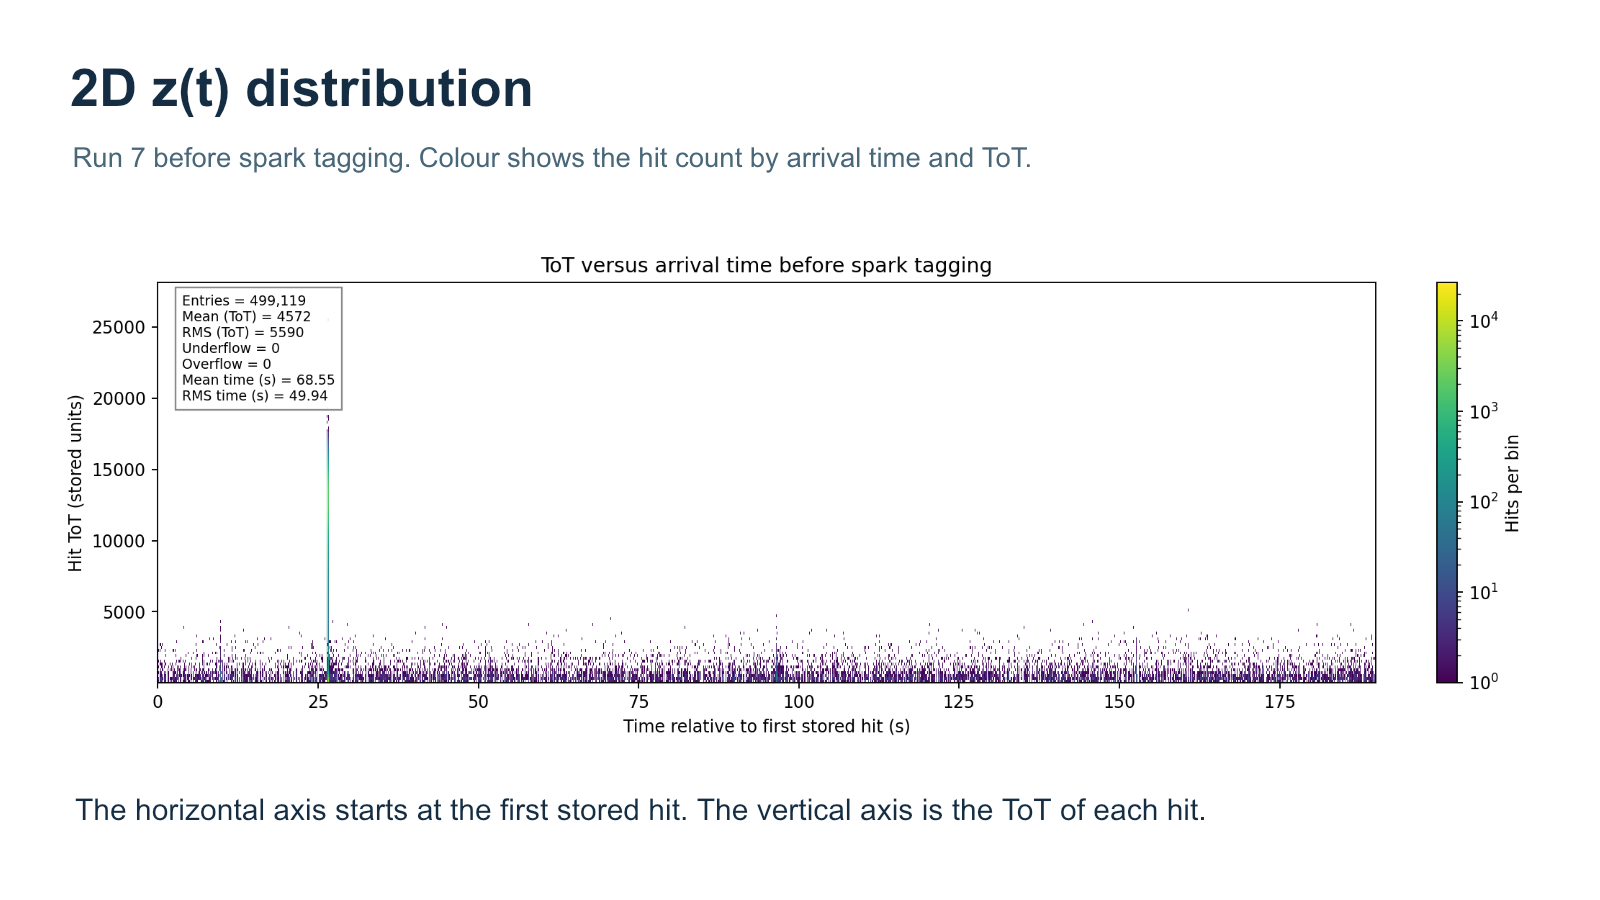 2D z(t) distribution
Run 7 before spark tagging. Colour shows the hit count by arrival time and ToT.
ToT versus arrival time before spark tagging
Entries = 499,119
Mean (ToT) = 4572
RMS (ToT) = 5590
Underflow = 0
Overflow = 0
Mean time (s) = 68.55
RMS time (s) = 49.94
25000
20000
15000
10000
5000
Hit ToT (stored units)
0 25 50 75 100 125 150 175
Time relative to first stored hit (s)
10⁴
10³
10²
10¹
10⁰
Hits per bin
The horizontal axis starts at the first stored hit. The vertical axis is the ToT of each hit.